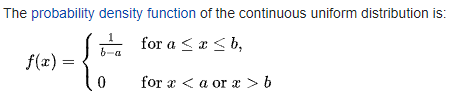 The probability density function of the continuous uniform distribution is:
f(x) = { 1/(b−a) for a ≤ x ≤ b,
0 for x < a or x > b